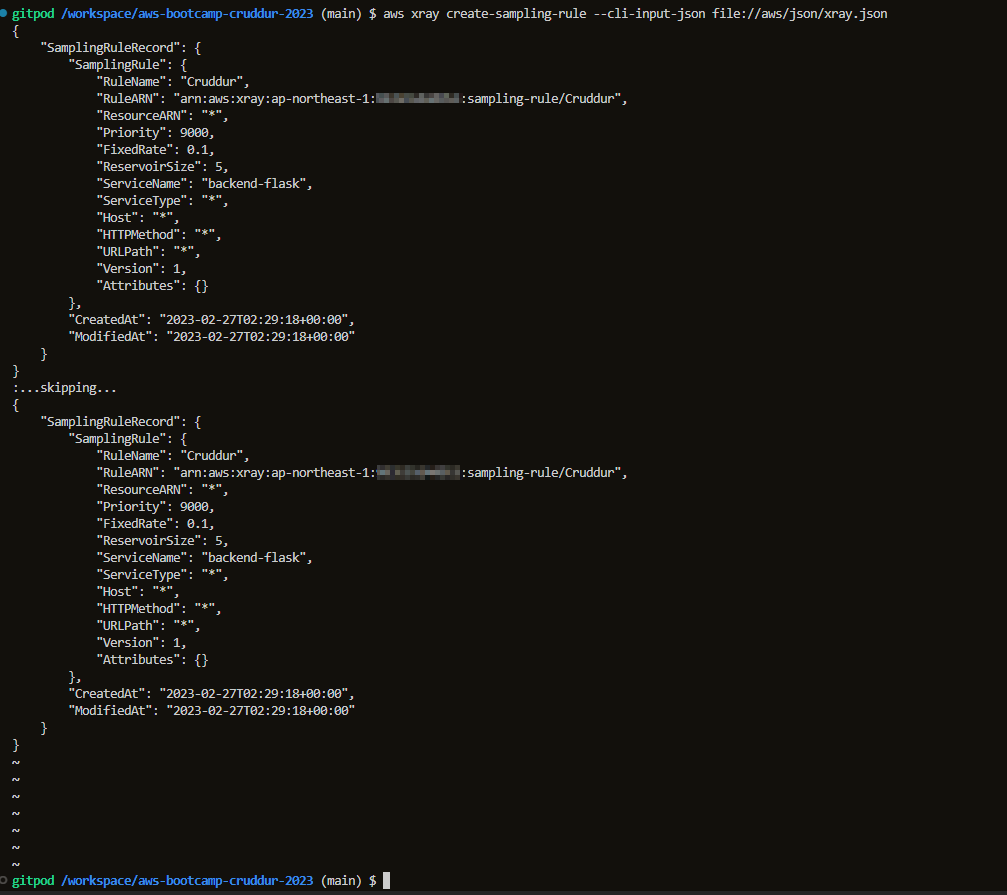 gitpod /workspace/aws-bootcamp-cruddur-2023 (main) $ aws xray create-sampling-rule --cli-input-json file://aws/json/xray.json
{
    "SamplingRuleRecord": {
        "SamplingRule": {
            "RuleName": "Cruddur",
            "RuleARN": "arn:aws:xray:ap-northeast-1: :sampling-rule/Cruddur",
            "ResourceARN": "*",
            "Priority": 9000,
            "FixedRate": 0.1,
            "ReservoirSize": 5,
            "ServiceName": "backend-flask",
            "ServiceType": "*",
            "Host": "*",
            "HTTPMethod": "*",
            "URLPath": "*",
            "Version": 1,
            "Attributes": {}
        },
        "CreatedAt": "2023-02-27T02:29:18+00:00",
        "ModifiedAt": "2023-02-27T02:29:18+00:00"
    }
}
:...skipping...
{
    "SamplingRuleRecord": {
        "SamplingRule": {
            "RuleName": "Cruddur",
            "RuleARN": "arn:aws:xray:ap-northeast-1: :sampling-rule/Cruddur",
            "ResourceARN": "*",
            "Priority": 9000,
            "FixedRate": 0.1,
            "ReservoirSize": 5,
            "ServiceName": "backend-flask",
            "ServiceType": "*",
            "Host": "*",
            "HTTPMethod": "*",
            "URLPath": "*",
            "Version": 1,
            "Attributes": {}
        },
        "CreatedAt": "2023-02-27T02:29:18+00:00",
        "ModifiedAt": "2023-02-27T02:29:18+00:00"
    }
}
~
~
~
~
~
~
~
gitpod /workspace/aws-bootcamp-cruddur-2023 (main) $